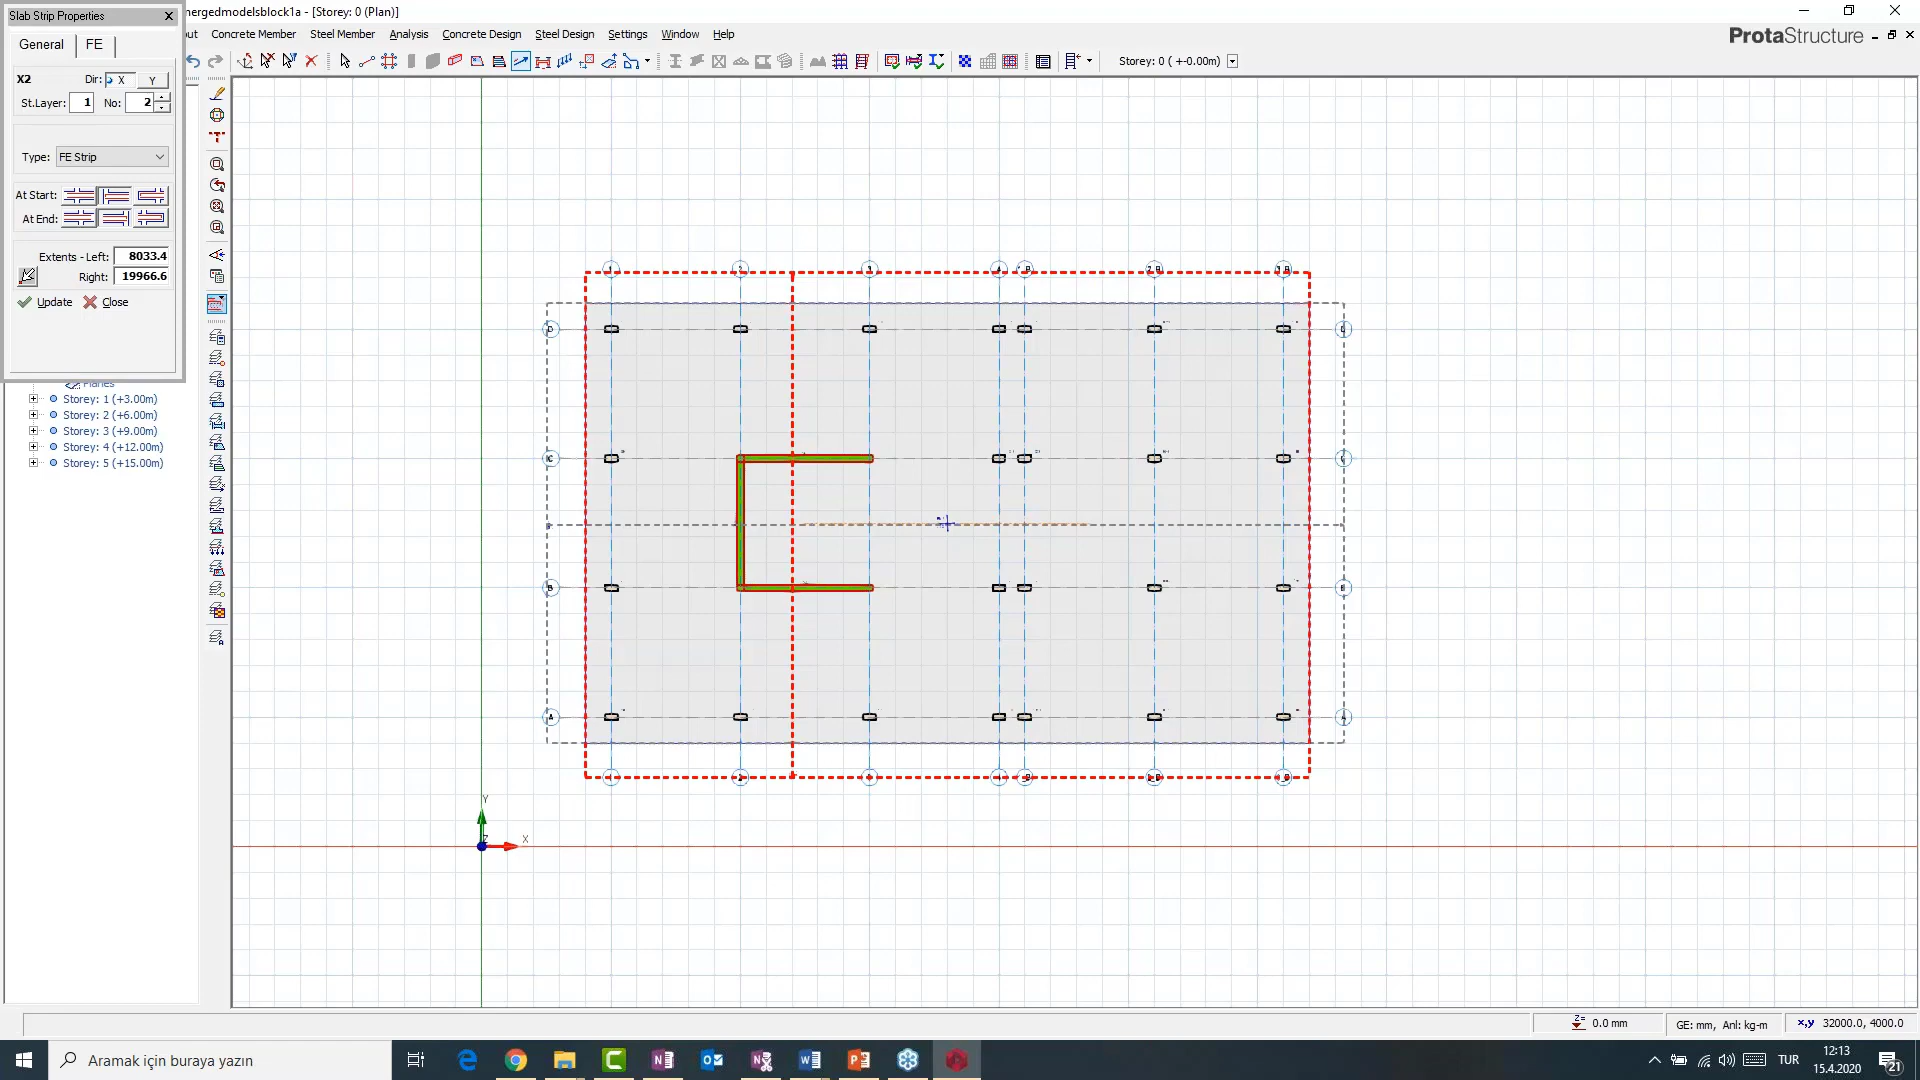 Slab Strip Properties
nergedmodelsblock1a - [Storey: 0 (Plan)]
ut Concrete Member Steel Member Analysis Concrete Design Steel Design Settings Window Help
ProtaStructure
General FE
Storey: 0 ( +-0.00m)
X2 Dir: X Y
St.Layer: 1 No: 2
Type: FE Strip
At Start:
At End:
Extents - Left: 8033.4
Right: 19966.6
Update Close
Planes
Storey: 1 (+3.00m)
Storey: 2 (+6.00m)
Storey: 3 (+9.00m)
Storey: 4 (+12.00m)
Storey: 5 (+15.00m)
D
C
B
A
Y
Z
X
Z= 0.0 mm
GE: mm, Anl: kg-m
x,y 32000.0, 4000.0
Aramak için buraya yazın
TUR
12:13
15.4.2020
21